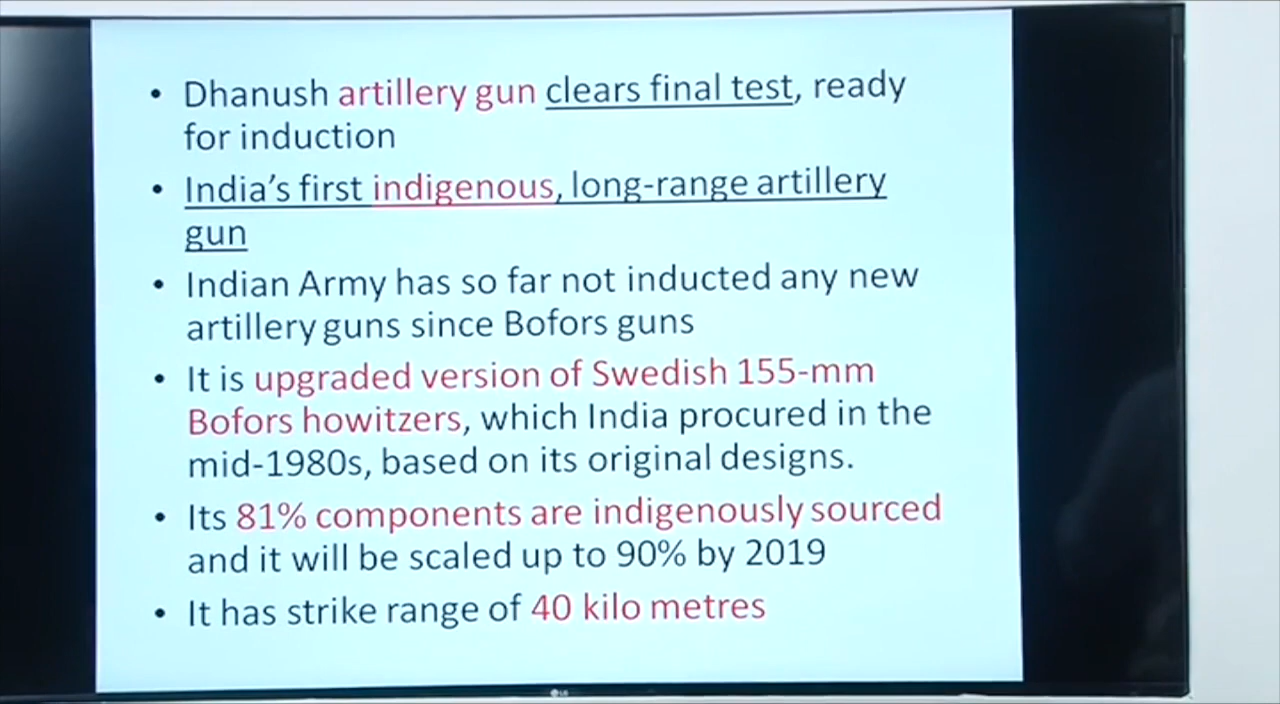 • Dhanush artillery gun clears final test, ready
for induction
• India's first indigenous, long-range artillery
gun
• Indian Army has so far not inducted any new
artillery guns since Bofors guns
• It is upgraded version of Swedish 155-mm
Bofors howitzers, which India procured in the
mid-1980s, based on its original designs.
• Its 81% components are indigenously sourced
and it will be scaled up to 90% by 2019
• It has strike range of 40 kilo metres
LG